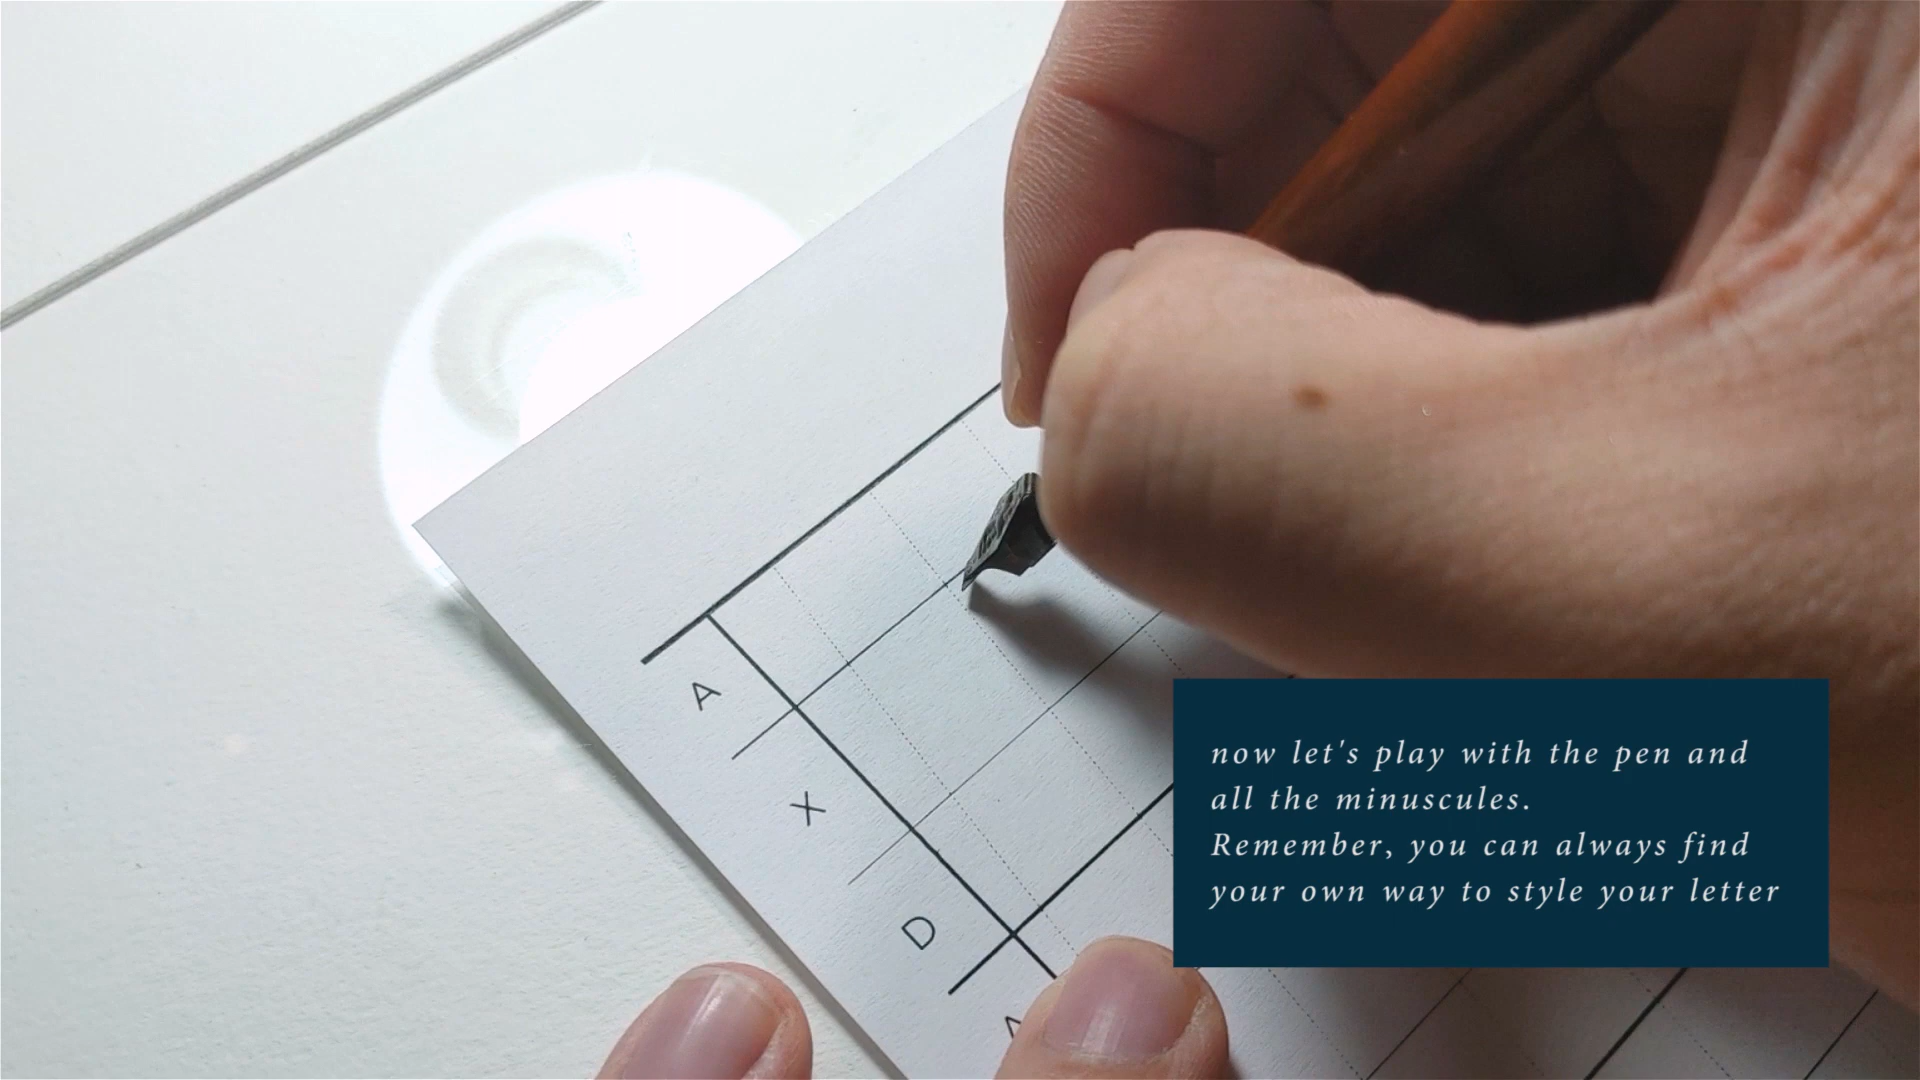 A
X
D
now let's play with the pen and
all the minuscules.
Remember, you can always find
your own way to style your letter